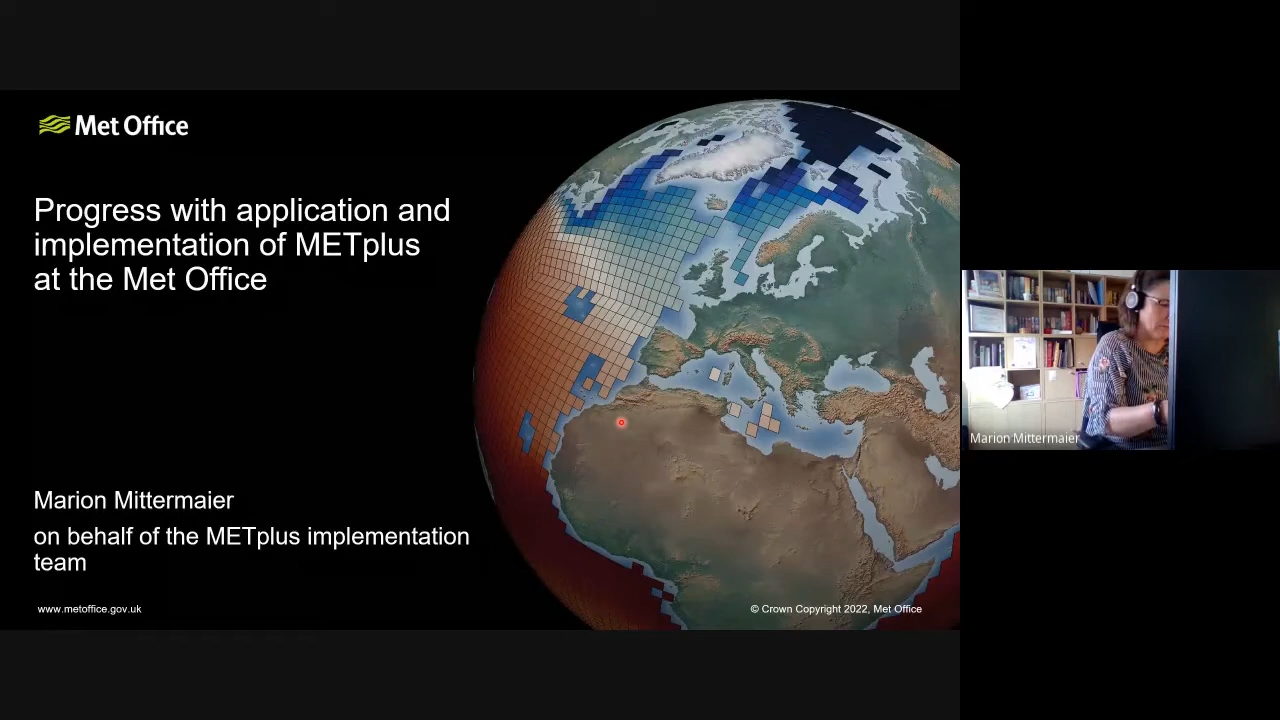 Met Office
Progress with application and
implementation of METplus
at the Met Office
Marion Mittermaier
on behalf of the METplus implementation
team
www.metoffice.gov.uk
© Crown Copyright 2022, Met Office
Marion Mittermaier